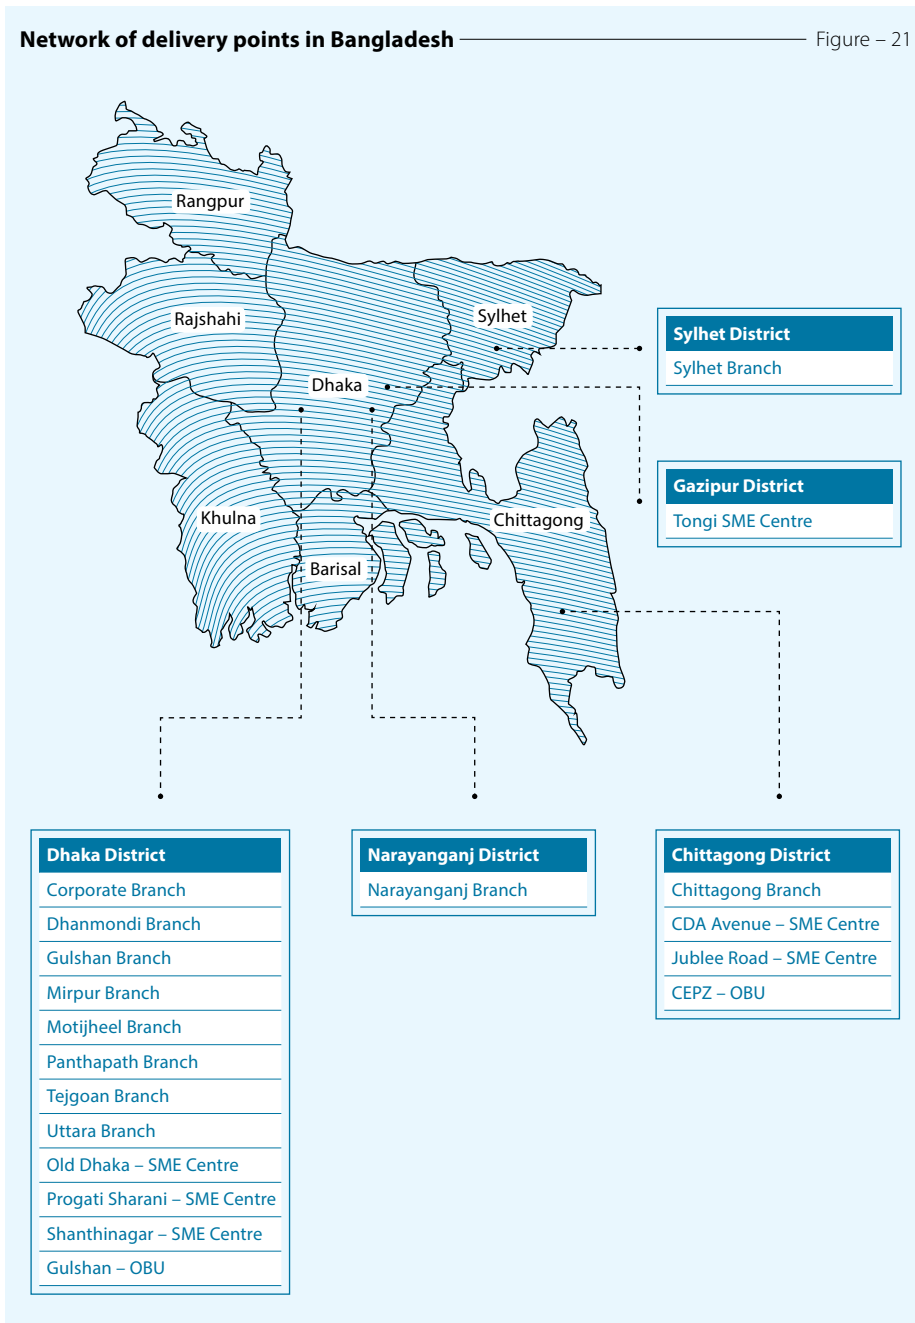 Network of delivery points in Bangladesh
Figure – 21
Rangpur
Rajshahi
Sylhet
Dhaka
Khulna
Chittagong
Barisal
Sylhet District
Sylhet Branch
Gazipur District
Tongi SME Centre
Dhaka District
Corporate Branch
Dhanmondi Branch
Gulshan Branch
Mirpur Branch
Motijheel Branch
Panthapath Branch
Tejgoan Branch
Uttara Branch
Old Dhaka – SME Centre
Progati Sharani – SME Centre
Shanthinagar – SME Centre
Gulshan – OBU
Narayanganj District
Narayanganj Branch
Chittagong District
Chittagong Branch
CDA Avenue – SME Centre
Jublee Road – SME Centre
CEPZ – OBU